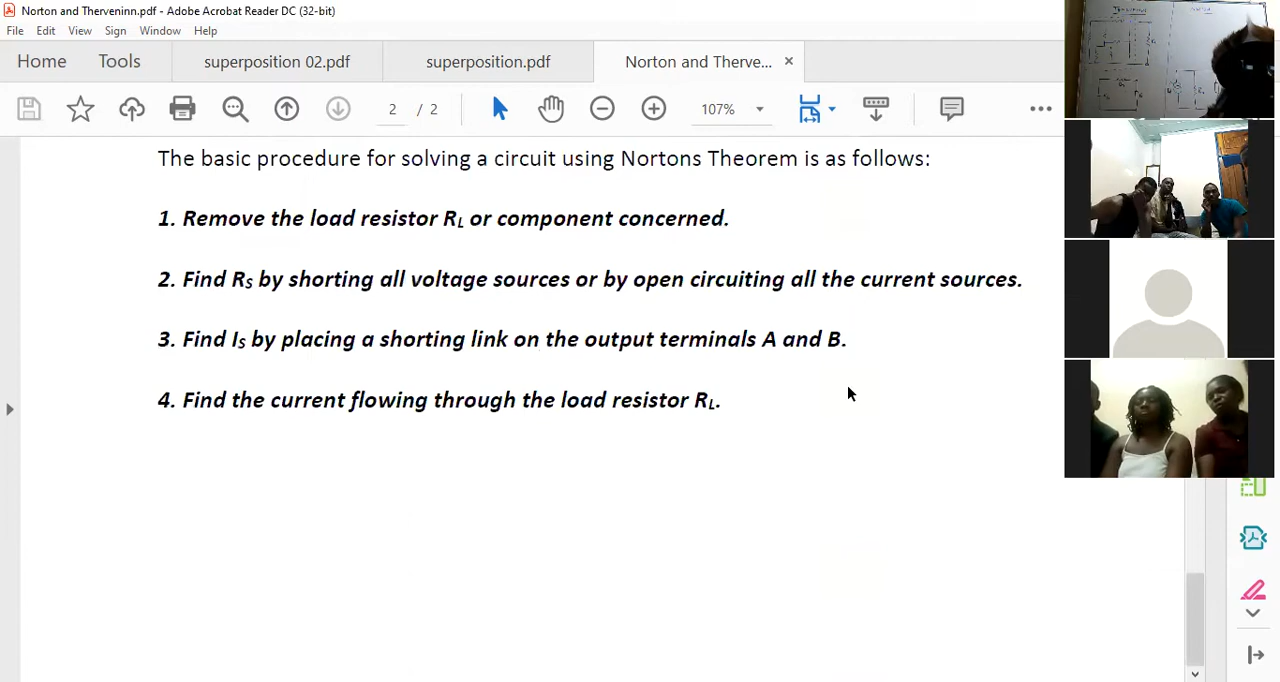 Norton and Therveninn.pdf - Adobe Acrobat Reader DC (32-bit)
File Edit View Sign Window Help
Home Tools superposition 02.pdf superposition.pdf Norton and Therve...
2 / 2 107%
The basic procedure for solving a circuit using Nortons Theorem is as follows:
1. Remove the load resistor RL or component concerned.
2. Find RS by shorting all voltage sources or by open circuiting all the current sources.
3. Find IS by placing a shorting link on the output terminals A and B.
4. Find the current flowing through the load resistor RL.